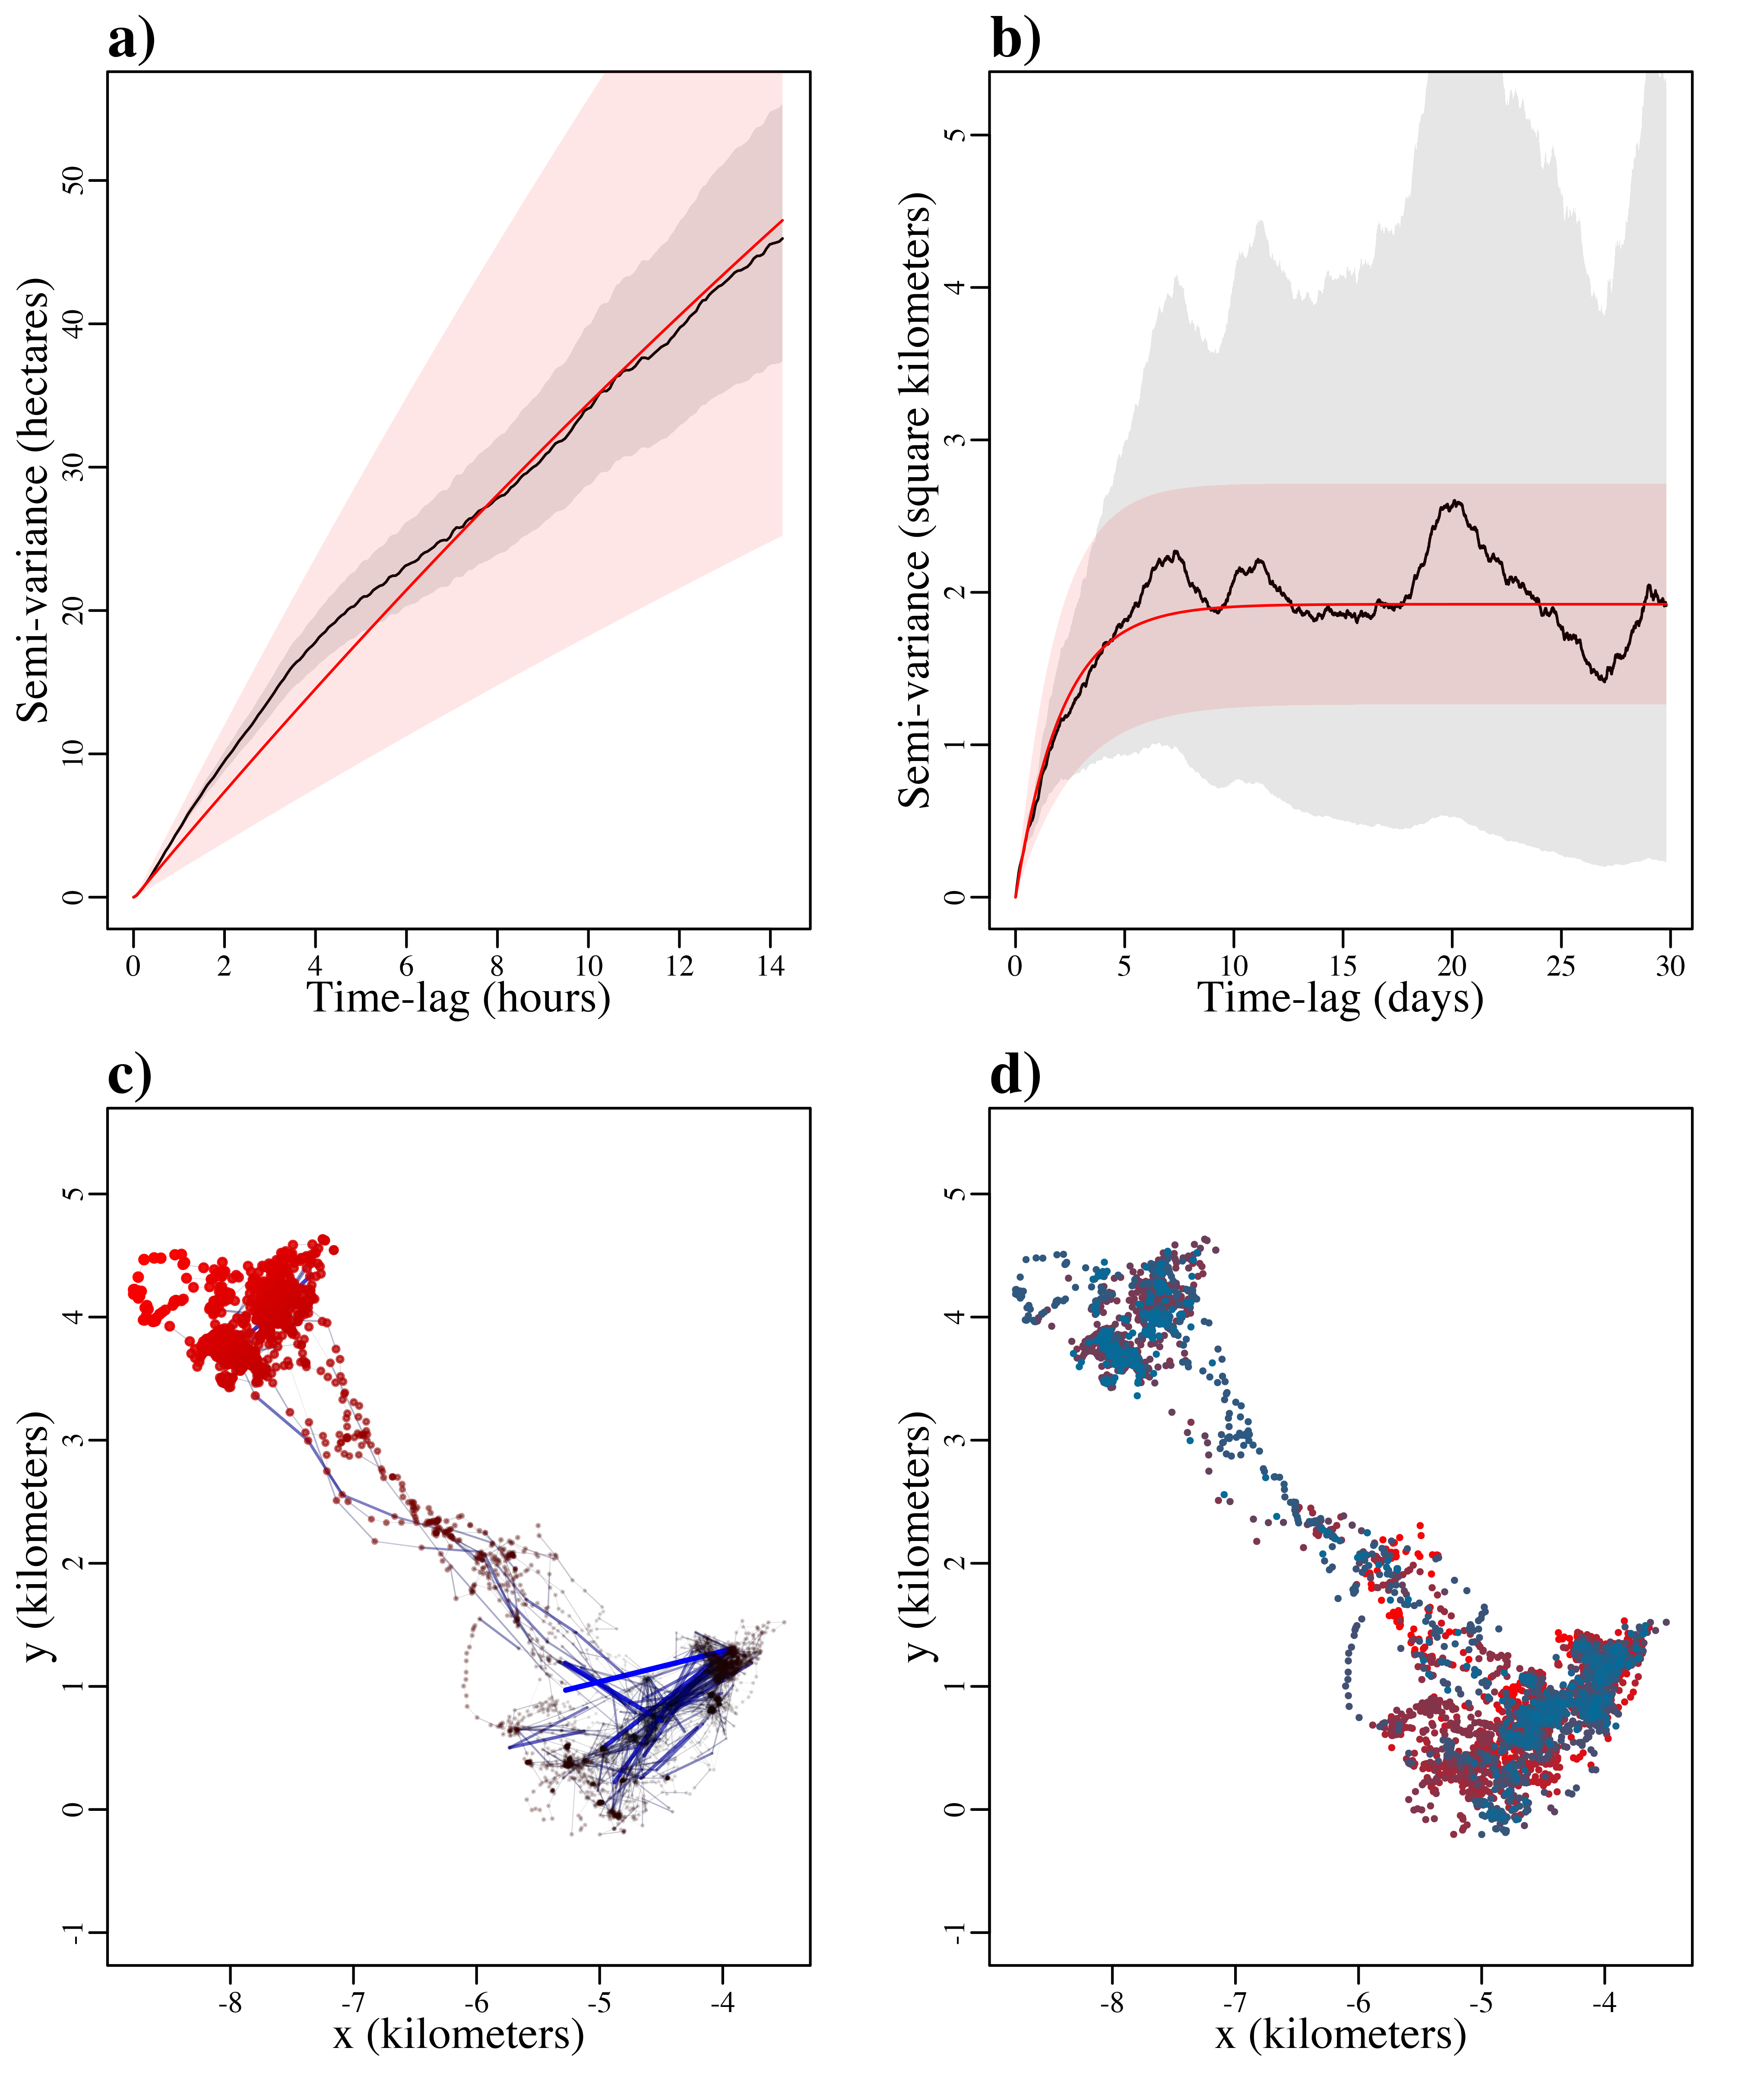 a)
Semi-variance (hectares)
50
40
30
20
10
0
0 2 4 6 8 10 12 14
Time-lag (hours)
b)
Semi-variance (square kilometers)
5
4
3
2
1
0
0 5 10 15 20 25 30
Time-lag (days)
c)
y (kilometers)
5
4
3
2
1
0
-1
-8 -7 -6 -5 -4
x (kilometers)
d)
y (kilometers)
5
4
3
2
1
0
-1
-8 -7 -6 -5 -4
x (kilometers)